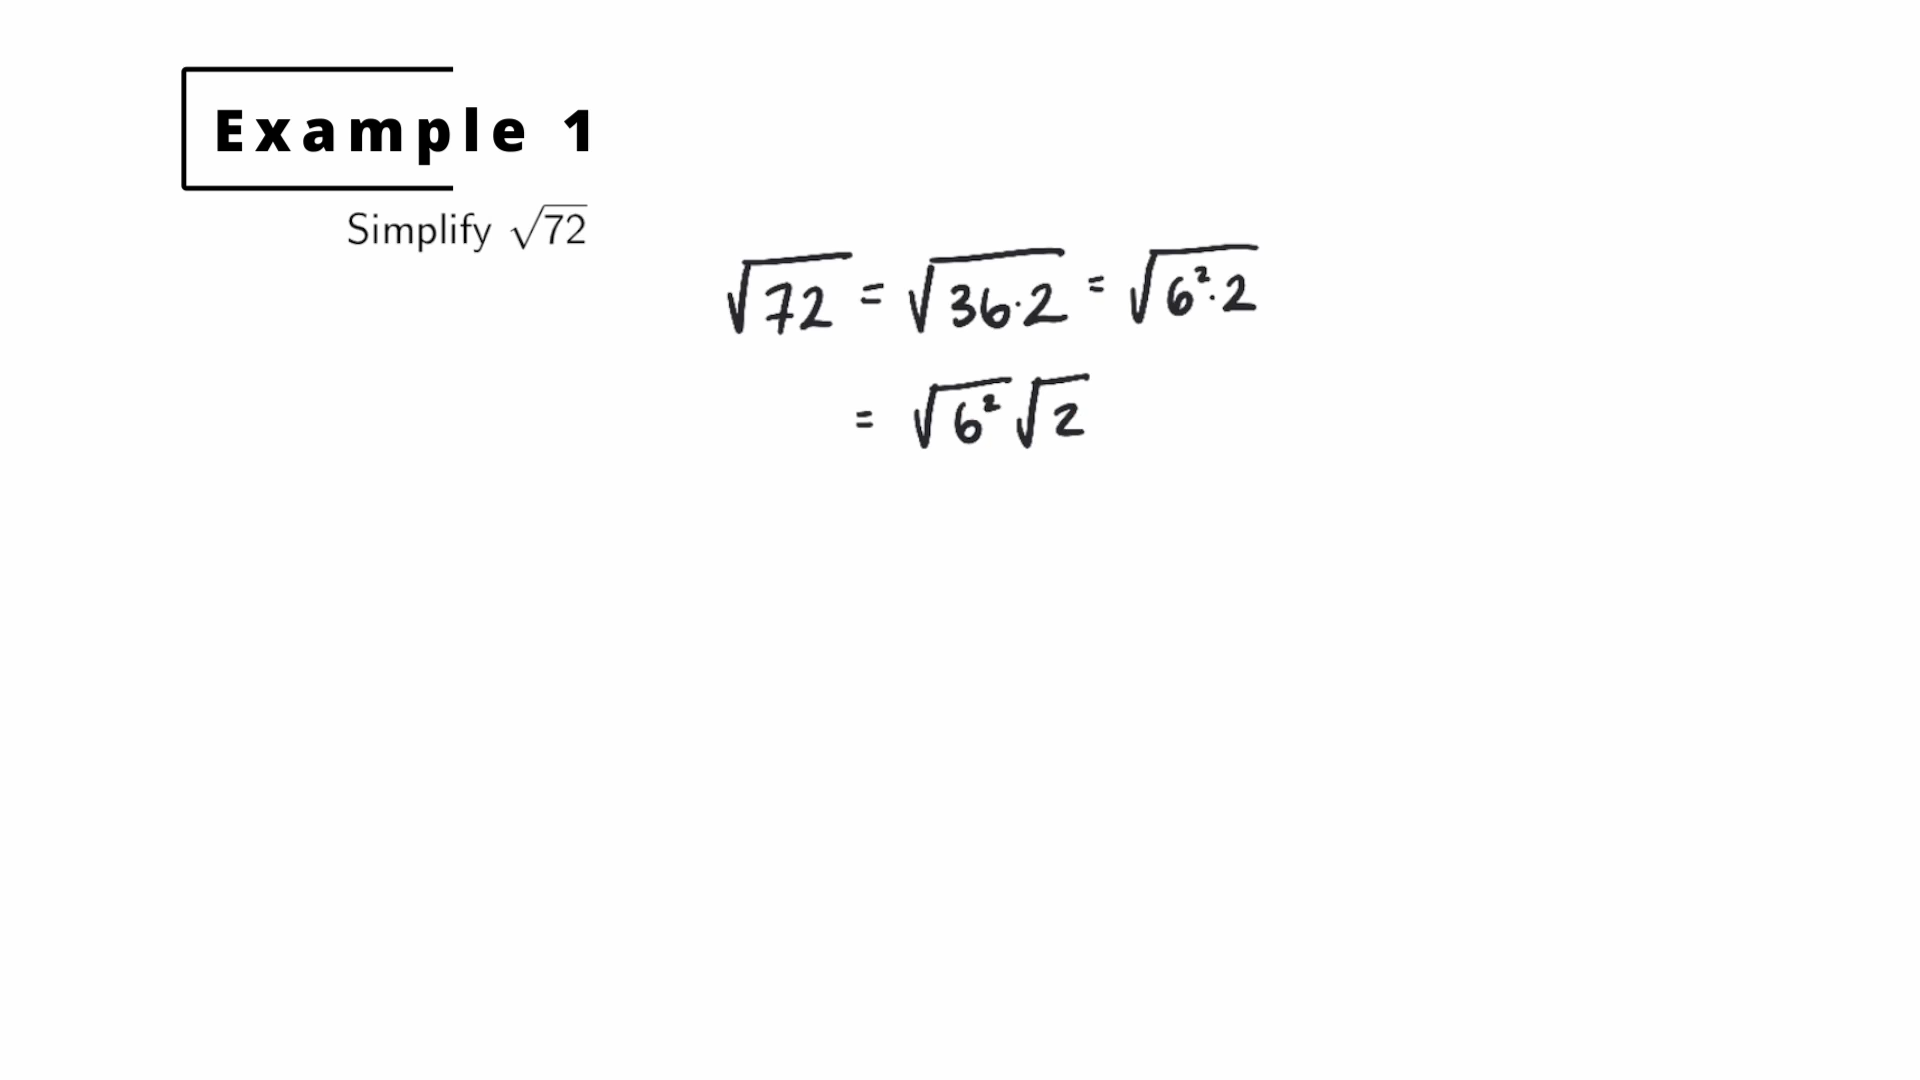 Example 1
Simplify √72
√72 = √36·2 = √6²·2
= √6² √2